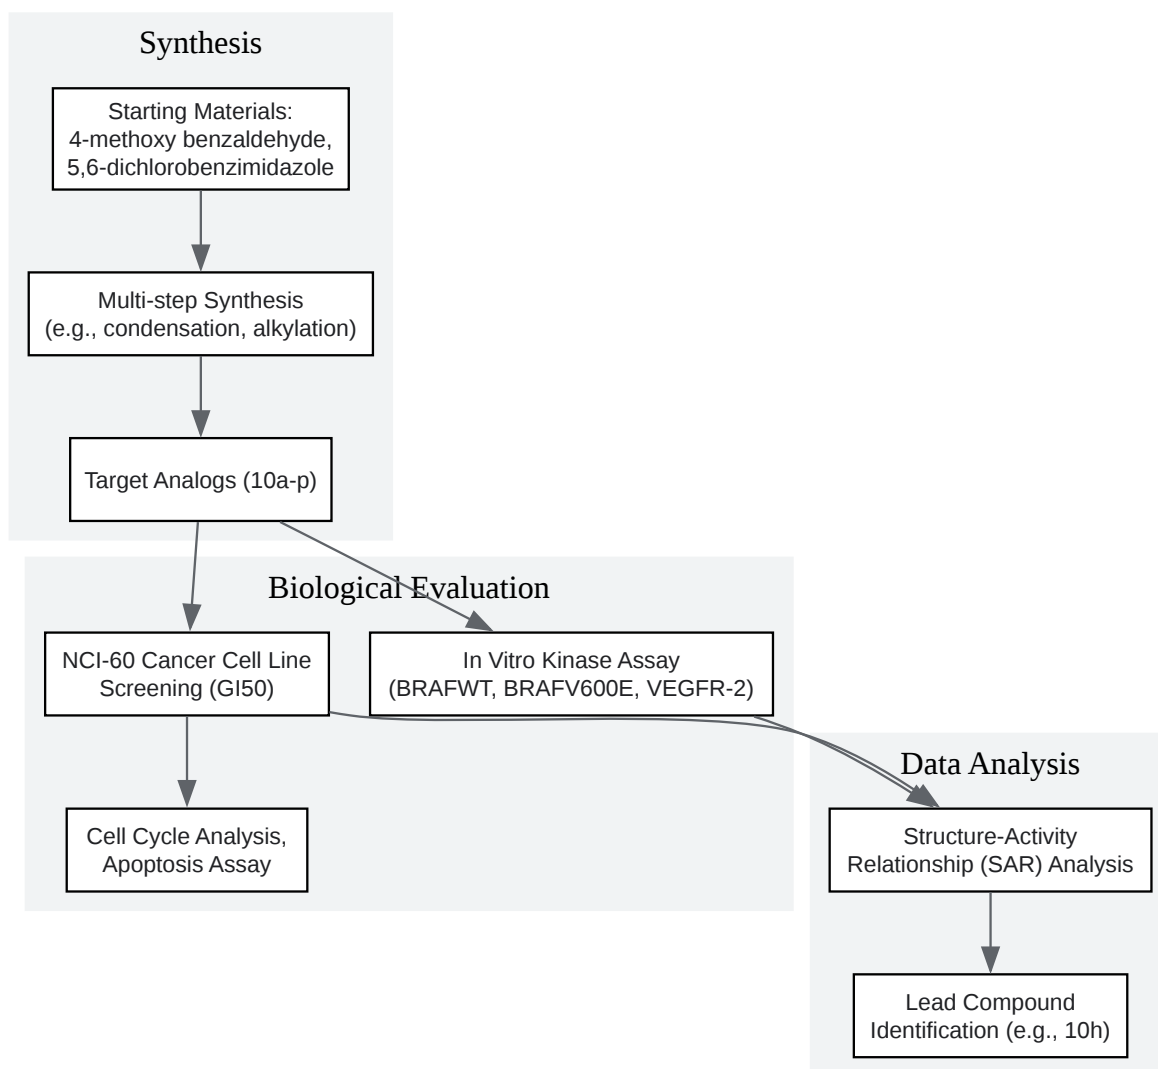 Synthesis
Starting Materials:
4-methoxy benzaldehyde,
5,6-dichlorobenzimidazole
Multi-step Synthesis
(e.g., condensation, alkylation)
Target Analogs (10a-p)
Biological Evaluation
NCI-60 Cancer Cell Line
Screening (GI50)
In Vitro Kinase Assay
(BRAFWT, BRAFV600E, VEGFR-2)
Cell Cycle Analysis,
Apoptosis Assay
Data Analysis
Structure-Activity
Relationship (SAR) Analysis
Lead Compound
Identification (e.g., 10h)